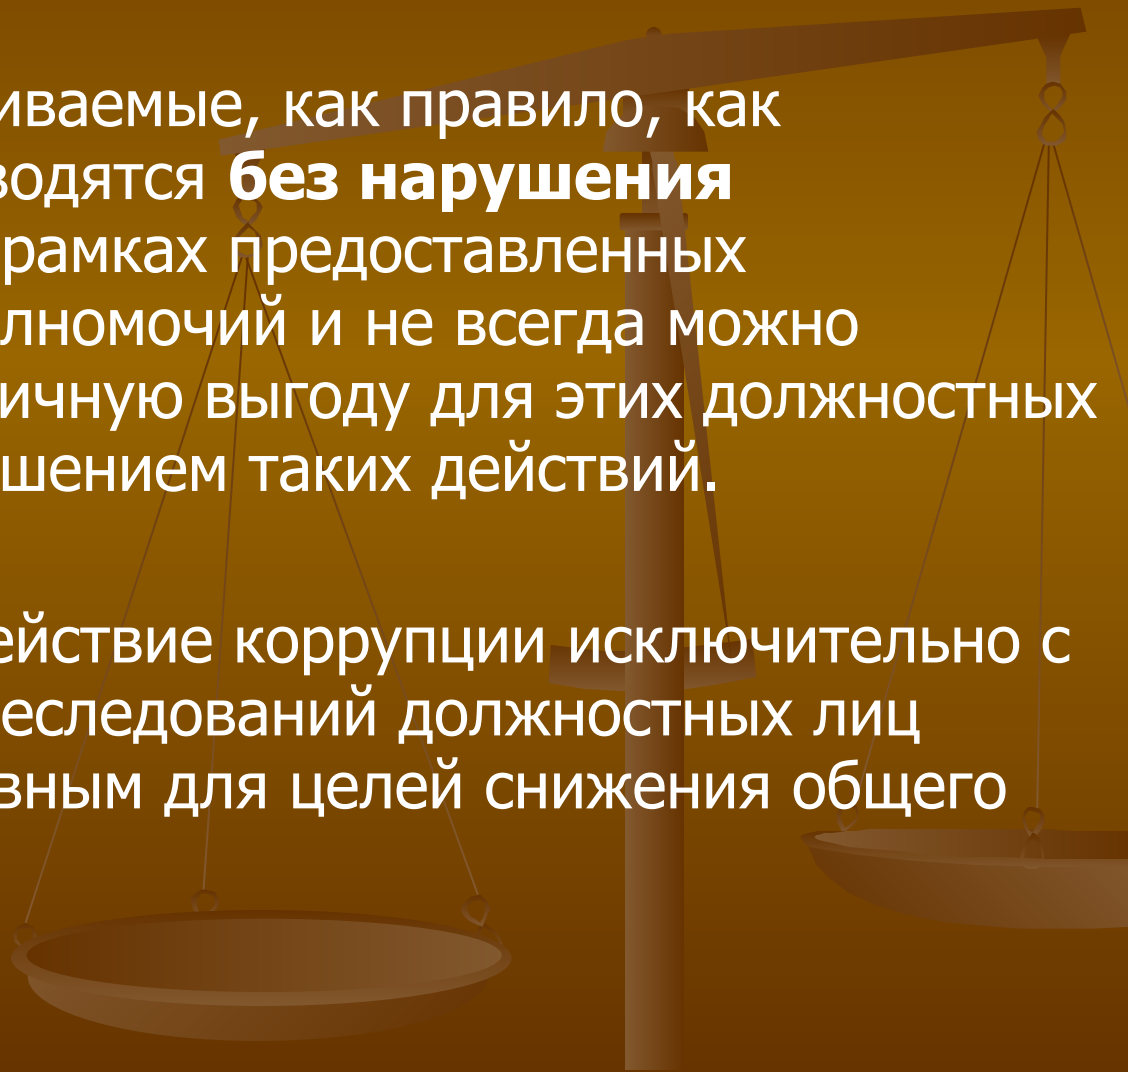 иваемые, как правило, как
водятся без нарушения
рамках предоставленных
лномочий и не всегда можно
ичную выгоду для этих должностных
шением таких действий.
ействие коррупции исключительно с
еследований должностных лиц
вным для целей снижения общего